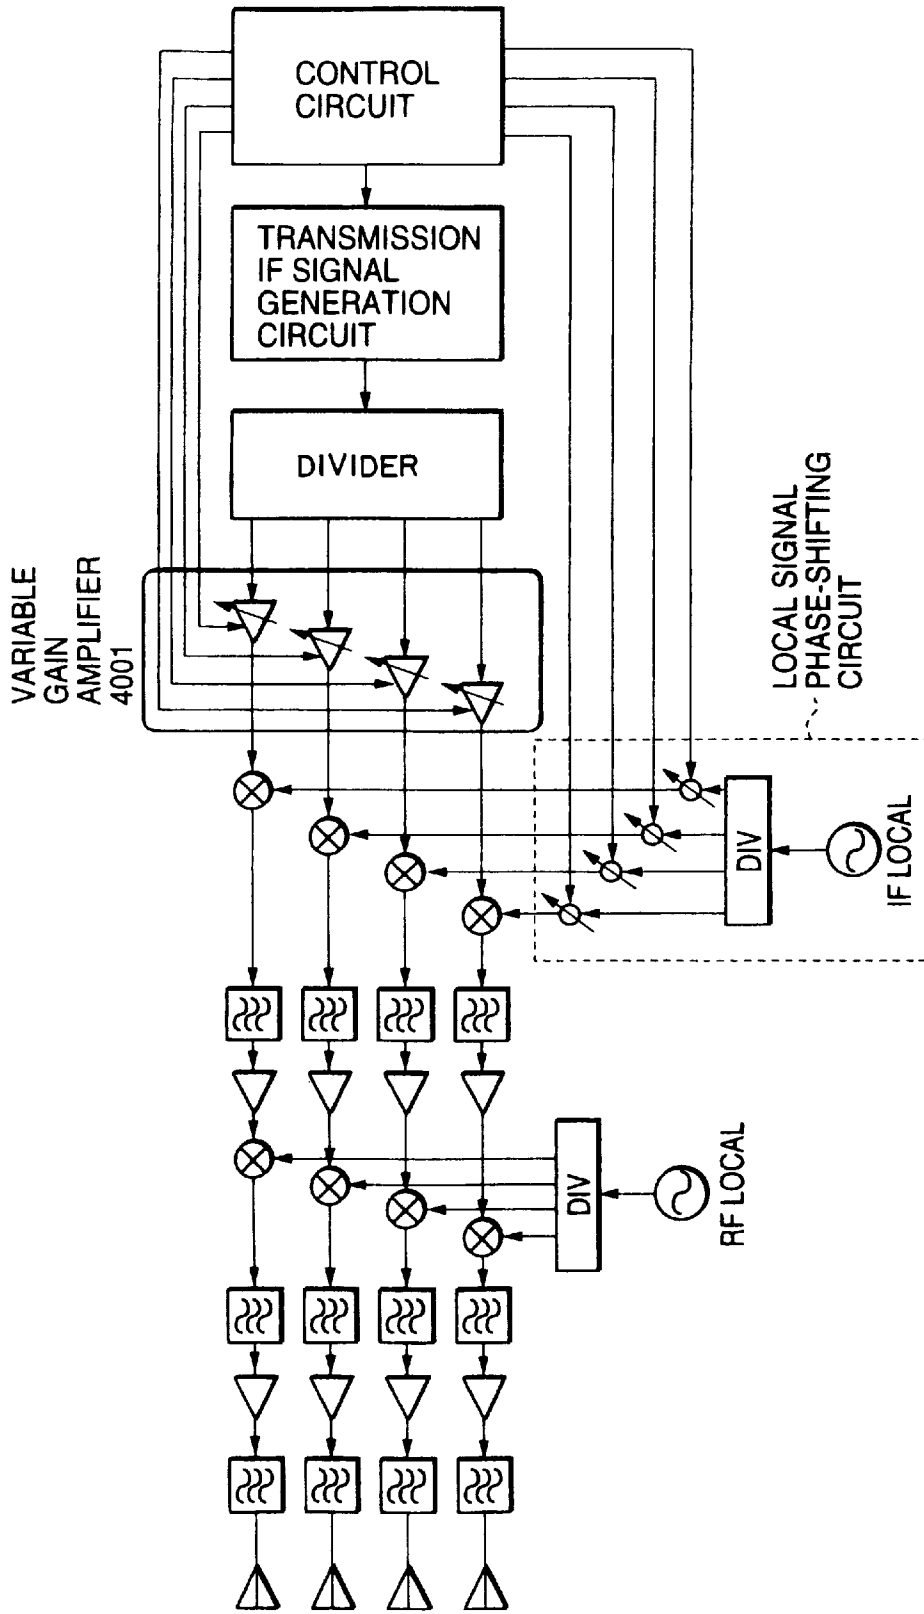 CONTROL
CIRCUIT
TRANSMISSION
IF SIGNAL
GENERATION
CIRCUIT
DIVIDER
VARIABLE
GAIN
AMPLIFIER
4001
LOCAL SIGNAL
PHASE-SHIFTING
CIRCUIT
DIV
IF LOCAL
DIV
RF LOCAL